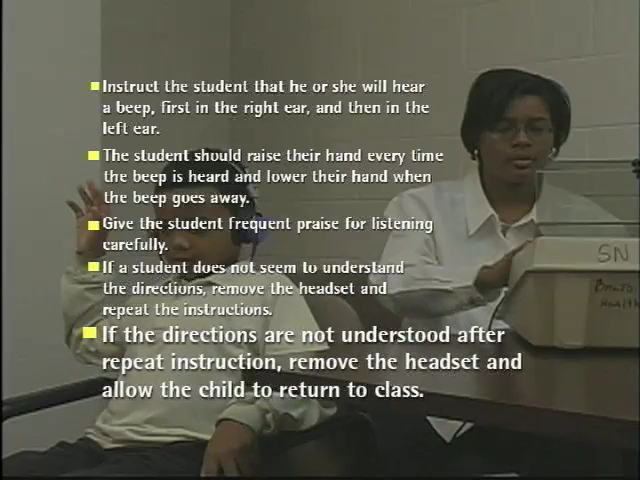 Instruct the student that he or she will hear
a beep, first in the right ear, and then in the
left ear.
The student should raise their hand every time
the beep is heard and lower their hand when
the beep goes away.
Give the student frequent praise for listening
carefully.
If a student does not seem to understand
the directions, remove the headset and
repeat the instructions.
If the directions are not understood after
repeat instruction, remove the headset and
allow the child to return to class.
SN